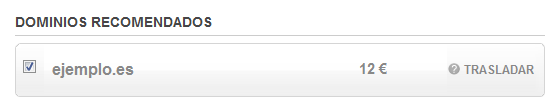 DOMINIOS RECOMENDADOS
ejemplo.es 12 € TRASLADAR